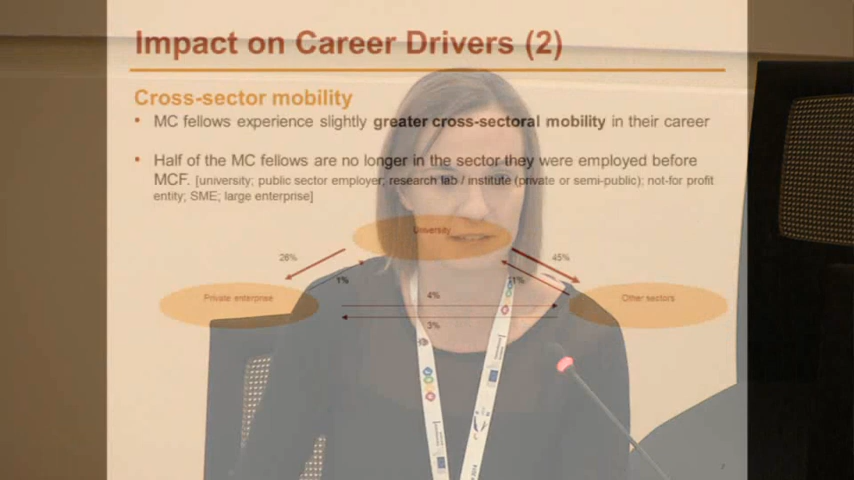 Impact on Career Drivers (2)
Cross-sector mobility
• MC fellows experience slightly greater cross-sectoral mobility in their career
• Half of the MC fellows are no longer in the sector they were employed before
MCF. [university; public sector employer; research lab / institute (private or semi-public); not-for profit
entity; SME; large enterprise]
University
45%
1%
4%
Private enterprise
Other sectors
3%